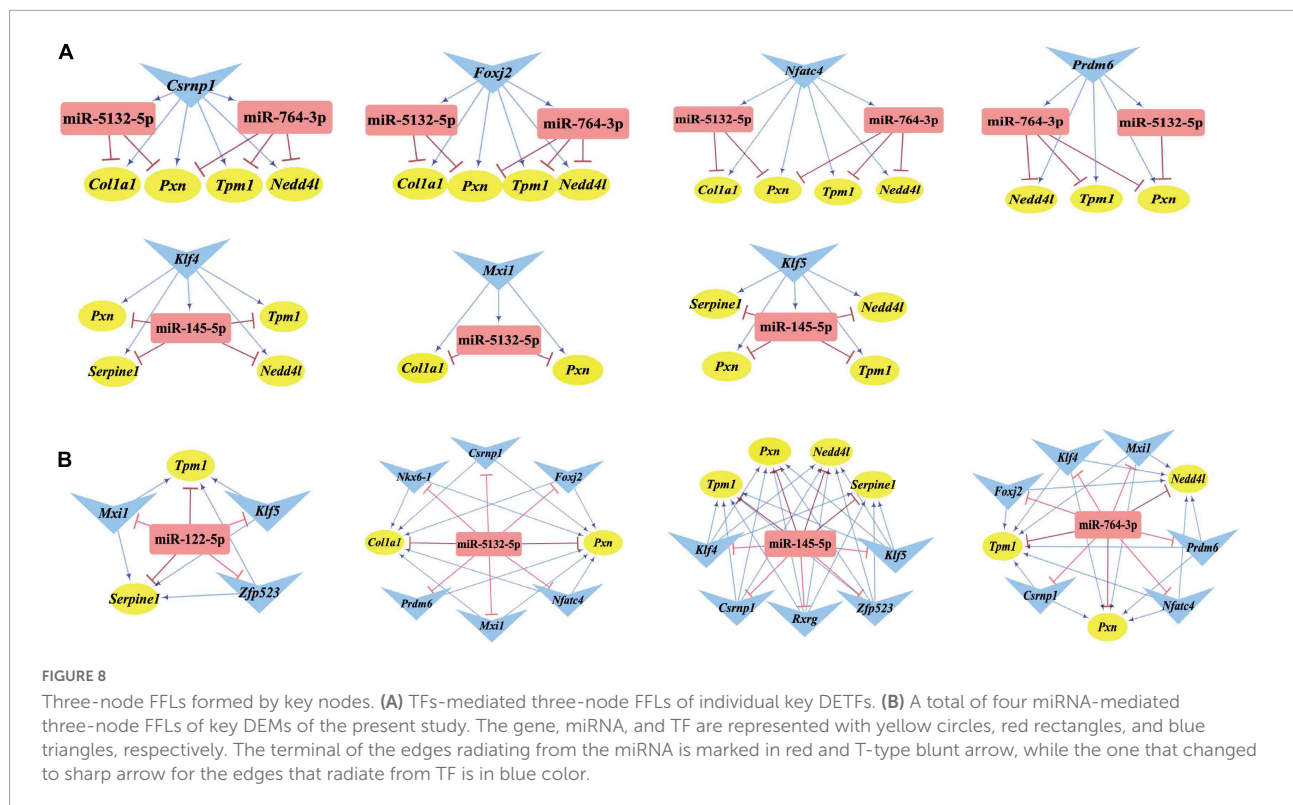 A
Csrnp1
miR-5132-5p
miR-764-3p
Col1a1
Pxn
Tpm1
Nedd4l
Foxj2
miR-5132-5p
miR-764-3p
Col1a1
Pxn
Tpm1
Nedd4l
Nfatc4
miR-5132-5p
miR-764-3p
Col1a1
Pxn
Tpm1
Nedd4l
Prdm6
miR-764-3p
miR-5132-5p
Nedd4l
Tpm1
Pxn
Klf4
Pxn
Tpm1
miR-145-5p
Serpine1
Nedd4l
Mxi1
miR-5132-5p
Col1a1
Pxn
Klf5
Serpine1
Nedd4l
miR-145-5p
Pxn
Tpm1
B
Tpm1
Mxi1
Klf5
miR-122-5p
Serpine1
Zfp523
Csrnp1
Nkx6-1
Foxj2
Col1a1
miR-5132-5p
Pxn
Prdm6
Nfatc4
Mxi1
Pxn
Nedd4l
Tpm1
Serpine1
Klf4
miR-145-5p
Klf5
Csrnp1
Rxrg
Zfp523
Mxi1
Klf4
Foxj2
Nedd4l
miR-764-3p
Tpm1
Prdm6
Csrnp1
Nfatc4
Pxn
FIGURE 8
Three-node FFLs formed by key nodes. (A) TFs-mediated three-node FFLs of individual key DETFs. (B) A total of four miRNA-mediated
three-node FFLs of key DEMs of the present study. The gene, miRNA, and TF are represented with yellow circles, red rectangles, and blue
triangles, respectively. The terminal of the edges radiating from the miRNA is marked in red and T-type blunt arrow, while the one that changed
to sharp arrow for the edges that radiate from TF is in blue color.